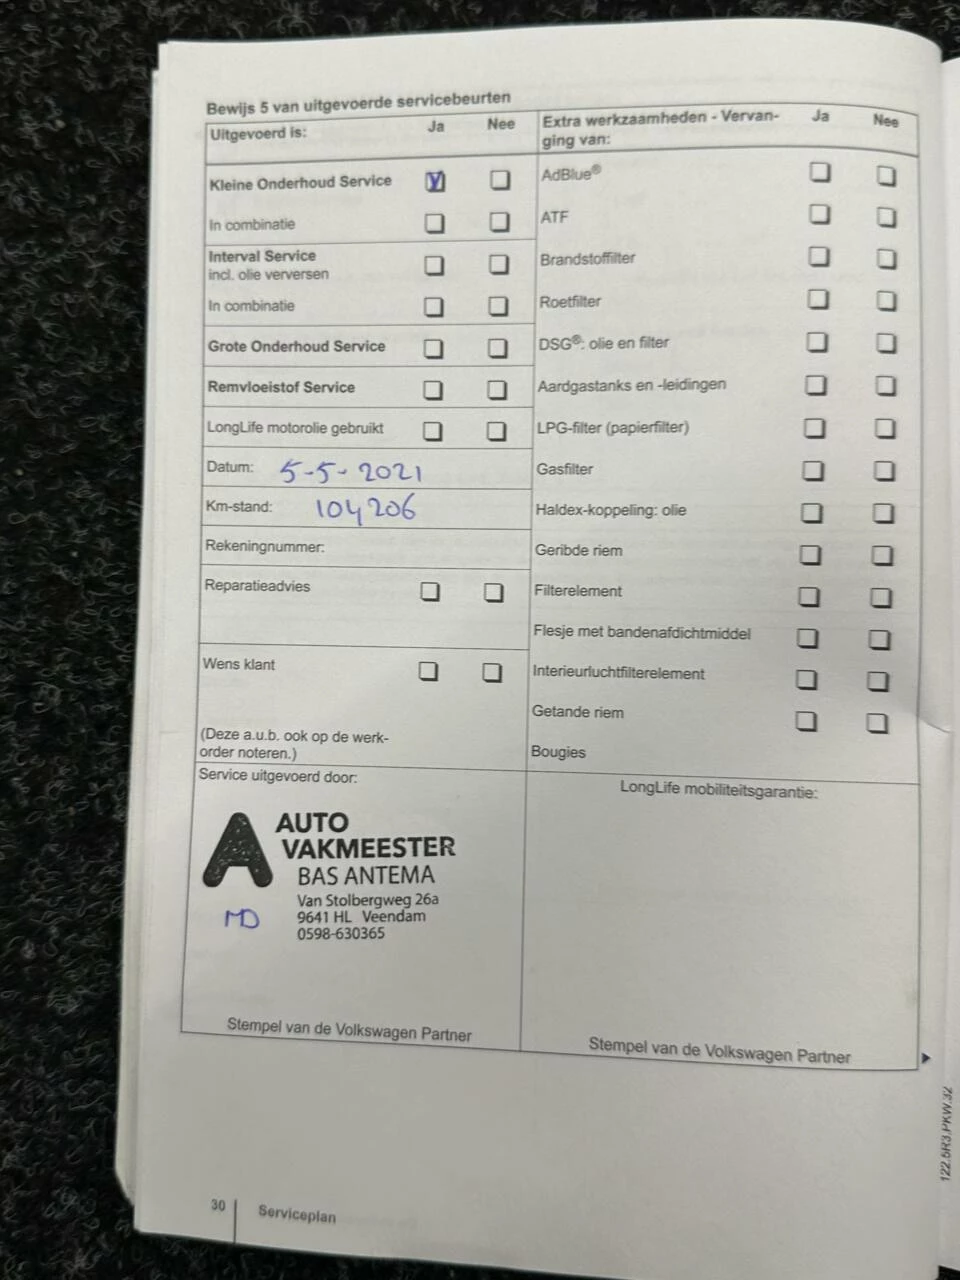 Bewijs 5 van uitgevoerde servicebeurten
Uitgevoerd is: Ja Nee
Kleine Onderhoud Service
In combinatie
Interval Service
incl. olie verversen
In combinatie
Grote Onderhoud Service
Remvloeistof Service
LongLife motorolie gebruikt
Datum: 5-5-2021
Km-stand: 104206
Rekeningnummer:
Reparatieadvies
Wens klant
(Deze a.u.b. ook op de werk-
order noteren.)
Extra werkzaamheden - Vervan-
ging van: Ja Nee
AdBlue®
ATF
Brandstoffilter
Roetfilter
DSG®: olie en filter
Aardgastanks en -leidingen
LPG-filter (papierfilter)
Gasfilter
Haldex-koppeling: olie
Geribde riem
Filterelement
Flesje met bandenafdichtmiddel
Interieurluchtfilterelement
Getande riem
Bougies
Service uitgevoerd door:
AUTO
VAKMEESTER
BAS ANTEMA
Van Stolbergweg 26a
9641 HL Veendam
0598-630365
MD
Stempel van de Volkswagen Partner
LongLife mobiliteitsgarantie:
Stempel van de Volkswagen Partner
122.5R3.PKW.32
30 Serviceplan